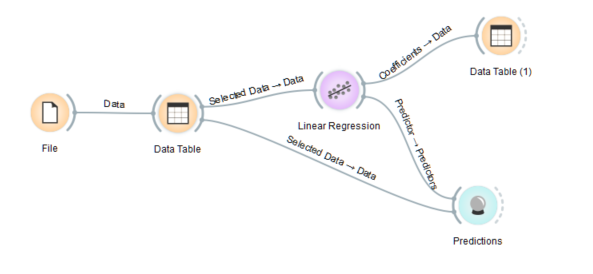 Data
File
Selected Data → Data
Data Table
Linear Regression
Coefficients → Data
Data Table (1)
Selected Data → Data
Predictor → Predictors
Predictions